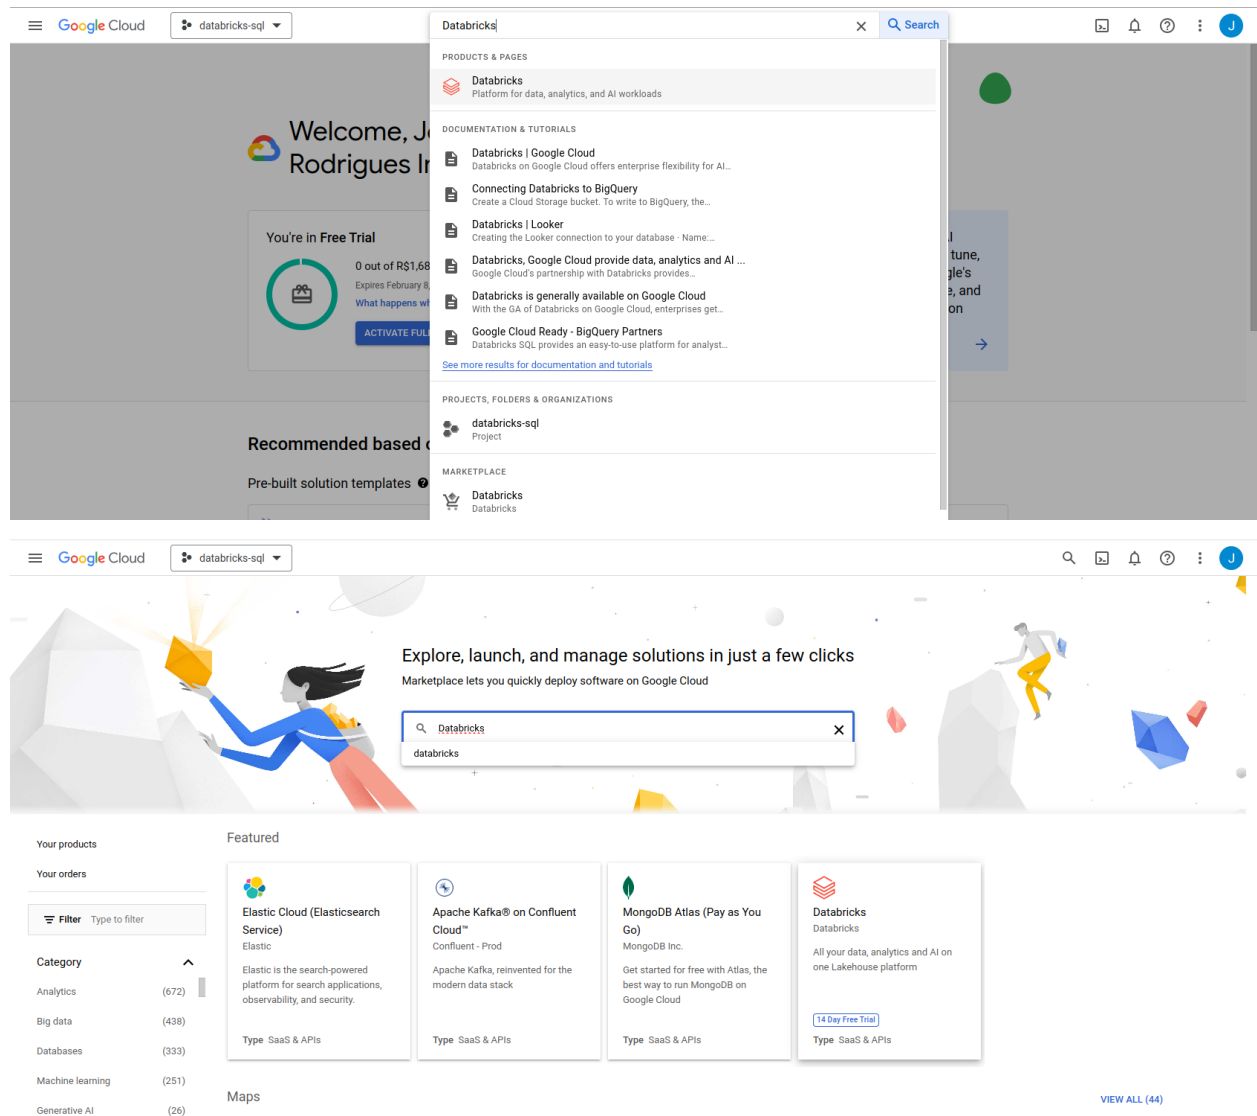 Google Cloud
databricks-sql
Databricks
Search
J
Welcome, J
Rodrigues I
You're in Free Trial
0 out of R$1,68
Expires February 8,
What happens wh
ACTIVATE FUL
PRODUCTS & PAGES
Databricks
Platform for data, analytics, and AI workloads
DOCUMENTATION & TUTORIALS
Databricks | Google Cloud
Databricks on Google Cloud offers enterprise flexibility for AI…
Connecting Databricks to BigQuery
Create a Cloud Storage bucket. To write to BigQuery, the…
Databricks | Looker
Creating the Looker connection to your database · Name:…
Databricks, Google Cloud provide data, analytics and AI ...
Google Cloud's partnership with Databricks provides…
Databricks is generally available on Google Cloud
With the GA of Databricks on Google Cloud, enterprises get…
Google Cloud Ready - BigQuery Partners
Databricks SQL provides an easy-to-use platform for analyst…
See more results for documentation and tutorials
PROJECTS, FOLDERS & ORGANIZATIONS
databricks-sql
Project
MARKETPLACE
Databricks
Databricks
tune,
gle's
e, and
on
Recommended based
Pre-built solution templates
Google Cloud
databricks-sql
J
Explore, launch, and manage solutions in just a few clicks
Marketplace lets you quickly deploy software on Google Cloud
Databricks
databricks
Your products
Your orders
Filter Type to filter
Category
Analytics (672)
Big data (438)
Databases (333)
Machine learning (251)
Generative AI (26)
Featured
Elastic Cloud (Elasticsearch
Service)
Elastic
Elastic is the search-powered
platform for search applications,
observability, and security.
Type SaaS & APIs
Apache Kafka® on Confluent
Cloud™
Confluent - Prod
Apache Kafka, reinvented for the
modern data stack
Type SaaS & APIs
MongoDB Atlas (Pay as You
Go)
MongoDB Inc.
Get started for free with Atlas, the
best way to run MongoDB on
Google Cloud
Type SaaS & APIs
Databricks
Databricks
All your data, analytics and AI on
one Lakehouse platform
14 Day Free Trial
Type SaaS & APIs
Maps
VIEW ALL (44)